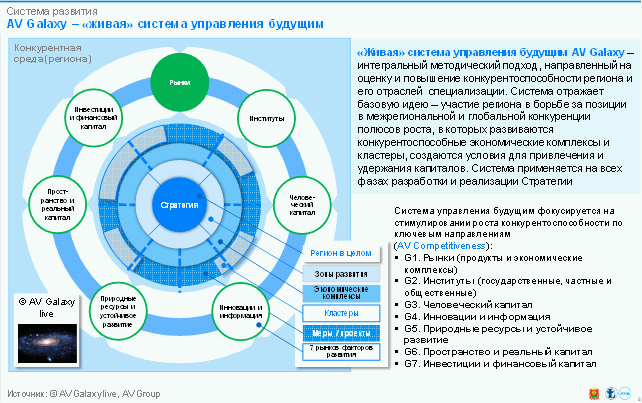 Система развития
AV Galaxy – «живая» система управления будущим
Конкурентная
среда (региона)
Рынки
Инвестиции
и финансовый
капитал
Институты
Прост-
ранство и
реальный
капитал
Стратегия
Челове-
ческий
капитал
Природные
ресурсы и
устойчивое
развитие
Инновации и
информация
Регион в целом
Зоны развития
Экономические
комплексы
Кластеры
Меры / проекты
7 рынков факторов
развития
© AV Galaxy
live
«Живая» система управления будущим AV Galaxy –
интегральный методический подход, направленный на
оценку и повышение конкурентоспособности региона и
его отраслей специализации. Система отражает
базовую идею – участие региона в борьбе за позиции
в межрегиональной и глобальной конкуренции
полюсов роста, в которых развиваются
конкурентоспособные экономические комплексы и
кластеры, создаются условия для привлечения и
удержания капиталов. Система применяется на всех
фазах разработки и реализации Стратегии
Система управления будущим фокусируется на
стимулировании роста конкурентоспособности по
ключевым направлениям
(AV Competitiveness):
▪ G1. Рынки (продукты и экономические
комплексы)
▪ G2. Институты (государственные, частные и
общественные)
▪ G3. Человеческий капитал
▪ G4. Инновации и информация
▪ G5. Природные ресурсы и устойчивое
развитие
▪ G6. Пространство и реальный капитал
▪ G7. Инвестиции и финансовый капитал
Источник: © AV Galaxy live, AV Group